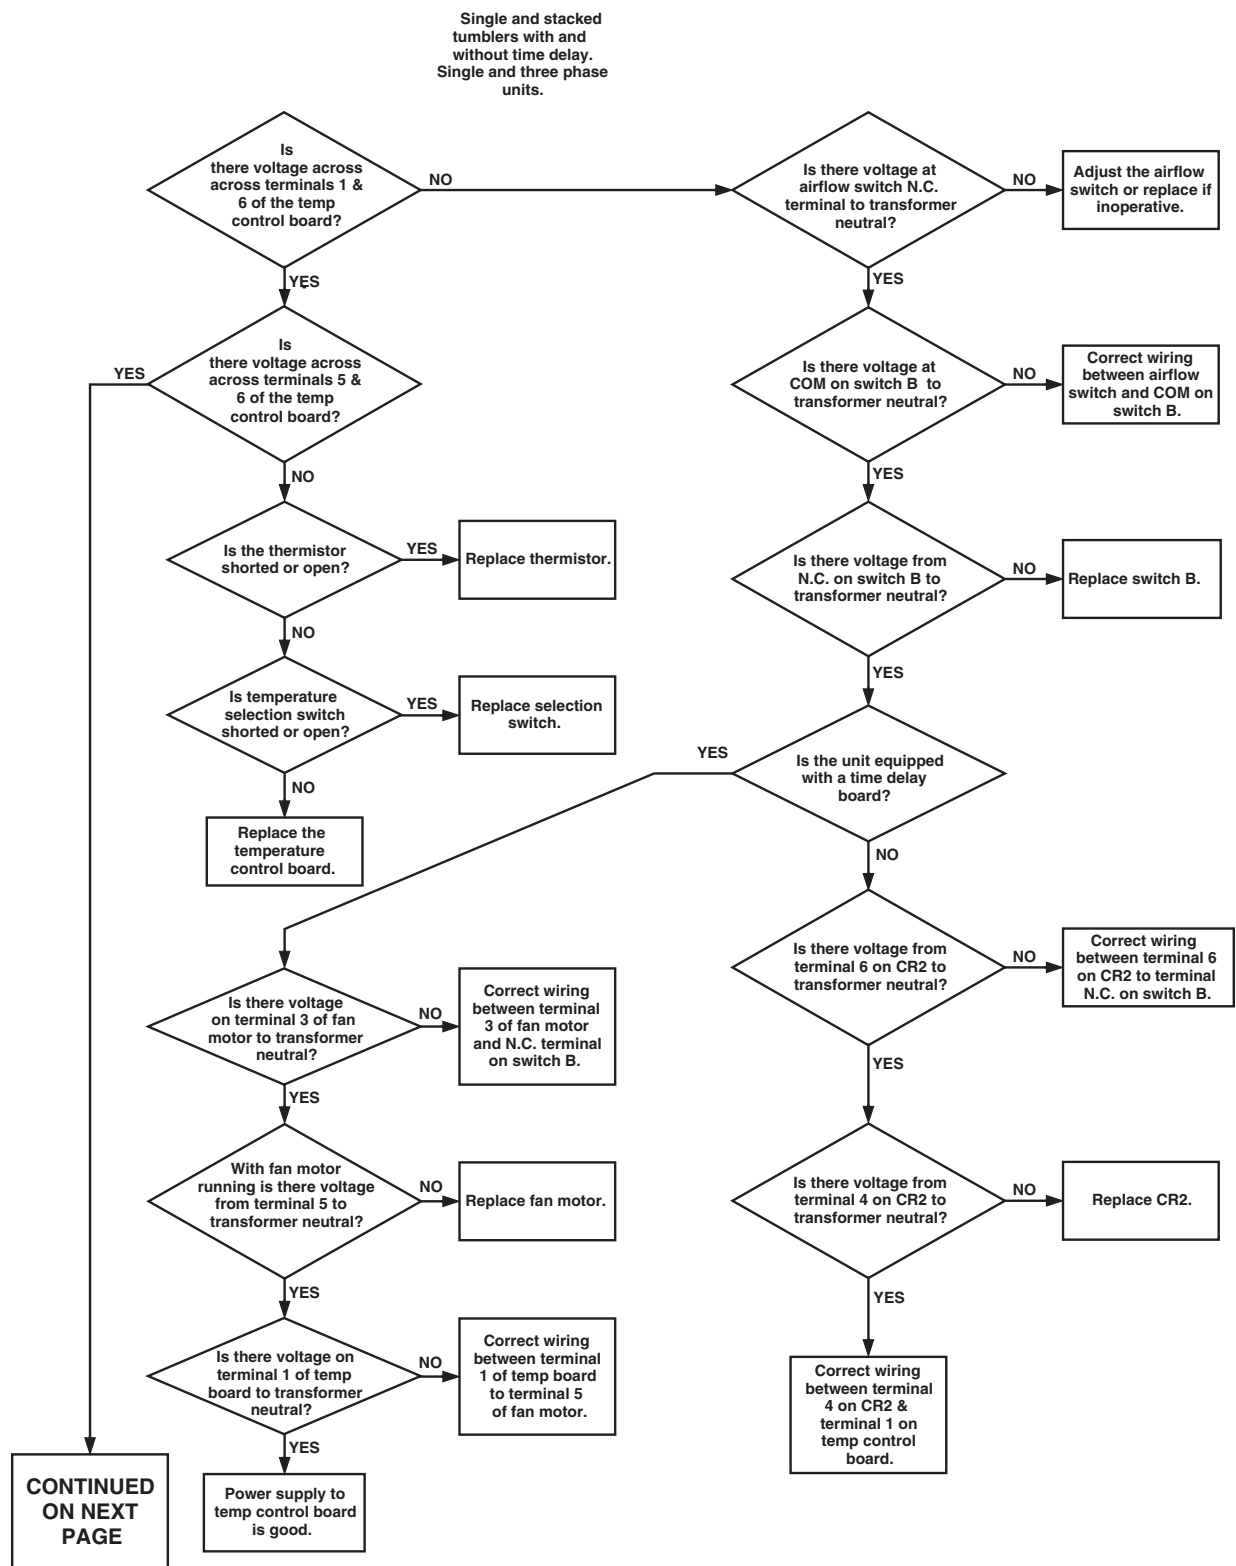 Single and stacked
tumblers with and
without time delay.
Single and three phase
units.
Is
there voltage across
across terminals 1 &
6 of the temp
control board?
NO
YES
Is there voltage at
airflow switch N.C.
terminal to transformer
neutral?
NO
Adjust the airflow
switch or replace if
inoperative.
YES
Is
there voltage across
across terminals 5 &
6 of the temp
control board?
YES
NO
Is there voltage at
COM on switch B to
transformer neutral?
NO
Correct wiring
between airflow
switch and COM on
switch B.
YES
Is the thermistor
shorted or open?
YES
Replace thermistor.
NO
Is there voltage from
N.C. on switch B to
transformer neutral?
NO
Replace switch B.
YES
Is temperature
selection switch
shorted or open?
YES
Replace selection
switch.
NO
Replace the
temperature
control board.
Is the unit equipped
with a time delay
board?
YES
NO
Is there voltage
on terminal 3 of fan
motor to transformer
neutral?
NO
Correct wiring
between terminal
3 of fan motor
and N.C. terminal
on switch B.
YES
Is there voltage from
terminal 6 on CR2 to
transformer neutral?
NO
Correct wiring
between terminal 6
on CR2 to terminal
N.C. on switch B.
YES
With fan motor
running is there voltage
from terminal 5 to
transformer neutral?
NO
Replace fan motor.
YES
Is there voltage from
terminal 4 on CR2 to
transformer neutral?
NO
Replace CR2.
YES
Is there voltage on
terminal 1 of temp
board to transformer
neutral?
NO
Correct wiring
between terminal
1 of temp board
to terminal 5
of fan motor.
YES
Correct wiring
between terminal
4 on CR2 &
terminal 1 on
temp control
board.
CONTINUED
ON NEXT
PAGE
Power supply to
temp control board
is good.